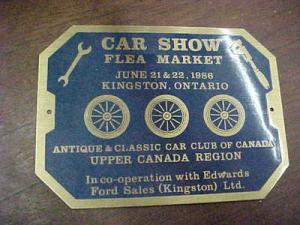 CAR SHOW
FLEA MARKET
JUNE 21 & 22, 1986
KINGSTON, ONTARIO
ANTIQUE & CLASSIC CAR CLUB OF CANADA
UPPER CANADA REGION
In co-operation with Edwards
Ford Sales (Kingston) Ltd.